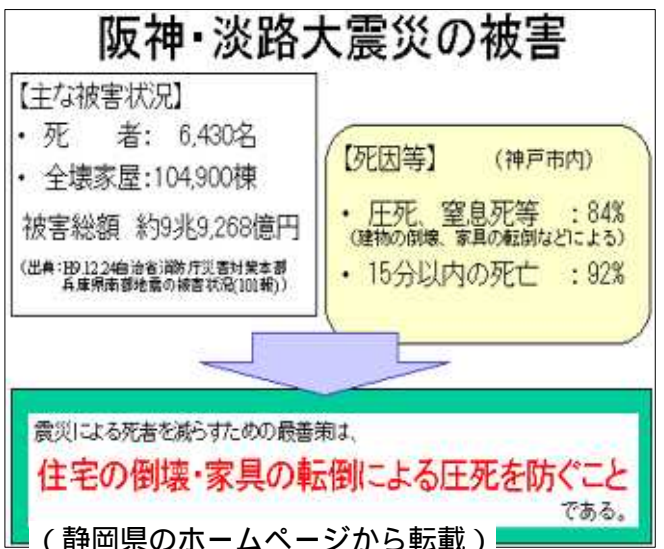 阪神・淡路大震災の被害
【主な被害状況】
・ 死　者: 6,430名
・ 全壊家屋:104,900棟
被害総額 約9兆9,268億円
(出典:H9.12.24自治省消防庁災害対策本部
兵庫県南部地震の被害状況(101報))
【死因等】 (神戸市内)
・ 圧死、窒息死等 :84%
(建物の倒壊、家具の転倒などによる)
・ 15分以内の死亡 :92%
震災による死者を減らすための最善策は、
住宅の倒壊・家具の転倒による圧死を防ぐこと
である。
(静岡県のホームページから転載)